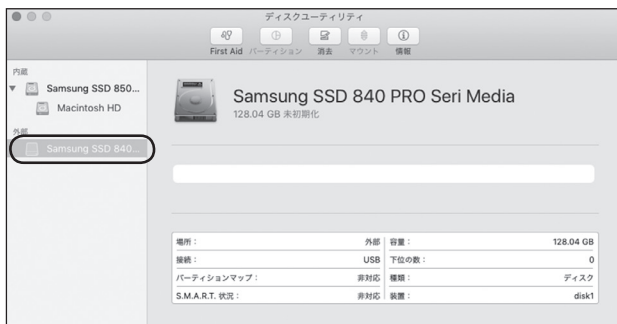 ディスクユーティリティ
First Aid パーティション 消去 マウント 情報
内蔵
Samsung SSD 850...
Macintosh HD
外部
Samsung SSD 840...
Samsung SSD 840 PRO Seri Media
128.04 GB 未初期化
場所： 外部 容量： 128.04 GB
接続： USB 下位の数： 0
パーティションマップ： 非対応 種類： ディスク
S.M.A.R.T. 状況： 非対応 装置： disk1